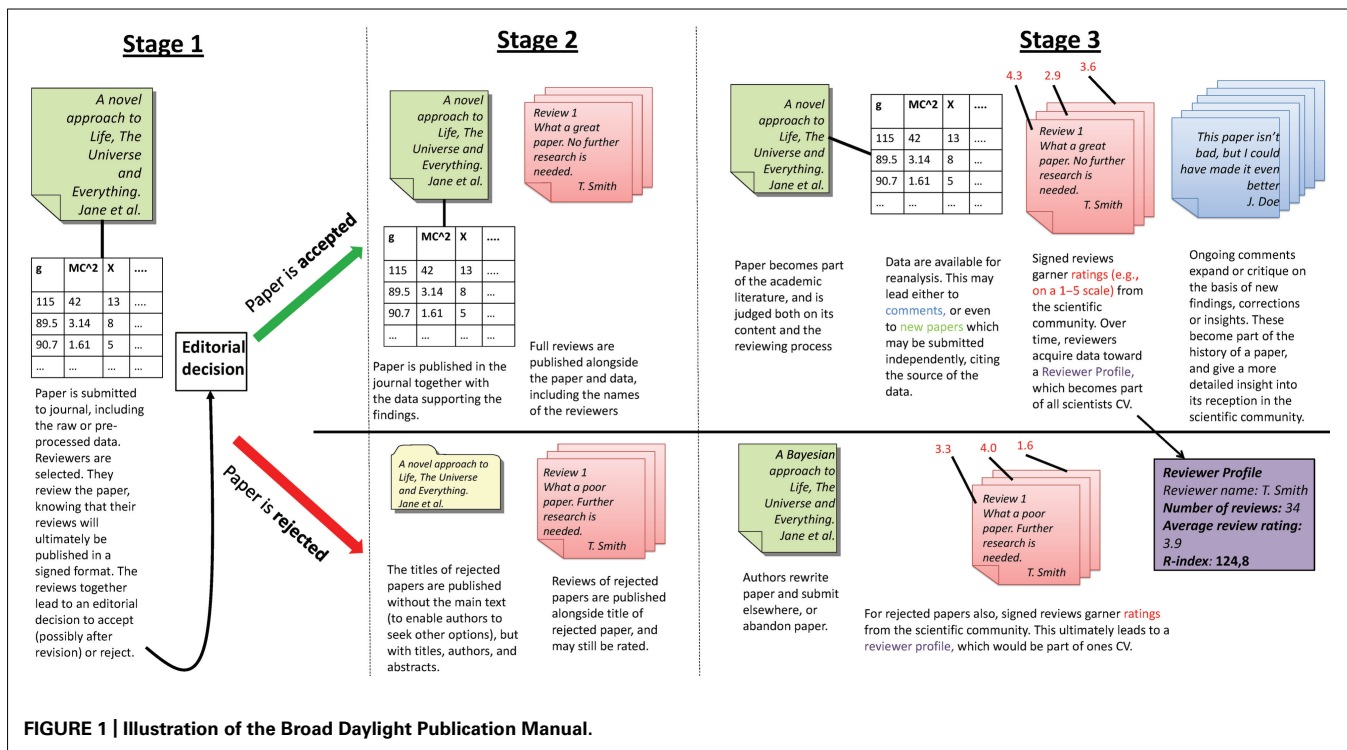 Stage 1
A novel
approach to
Life, The
Universe
and
Everything.
Jane et al.
g MC^2 X ....
115 42 13 ....
89.5 3.14 8 ...
90.7 1.61 5 ...
... ... ... ...
Paper is submitted
to journal, including
the raw or pre-
processed data.
Reviewers are
selected. They
review the paper,
knowing that their
reviews will
ultimately be
published in a
signed format. The
reviews together
lead to an editorial
decision to accept
(possibly after
revision) or reject.
Editorial
decision
Paper is accepted
Paper is rejected
Stage 2
A novel
approach to
Life, The
Universe and
Everything.
Jane et al.
g MC^2 X ....
115 42 13 ....
89.5 3.14 8 ...
90.7 1.61 5 ...
... ... ... ...
Paper is published in the
journal together with
the data supporting the
findings.
Review 1
What a great
paper. No further
research is
needed.
T. Smith
Full reviews are
published alongside
the paper and data,
including the names
of the reviewers
A novel approach to
Life, The Universe
and Everything.
Jane et al.
The titles of rejected
papers are published
without the main text
(to enable authors to
seek other options), but
with titles, authors, and
abstracts.
Review 1
What a poor
paper. Further
research is
needed.
T. Smith
Reviews of rejected
papers are published
alongside title of
rejected paper, and
may still be rated.
Stage 3
A novel
approach to
Life, The
Universe and
Everything.
Jane et al.
Paper becomes part
of the academic
literature, and is
judged both on its
content and the
reviewing process
g MC^2 X ....
115 42 13 ....
89.5 3.14 8 ...
90.7 1.61 5 ...
... ... ... ...
Data are available for
reanalysis. This may
lead either to
comments, or even
to new papers which
may be submitted
independently, citing
the source of the
data.
4.3 2.9 3.6
Review 1
What a great
paper. No further
research is
needed.
T. Smith
Signed reviews
garner ratings (e.g.,
on a 1–5 scale) from
the scientific
community. Over
time, reviewers
acquire data toward
a Reviewer Profile,
which becomes part
of all scientists CV.
This paper isn't
bad, but I could
have made it even
better
J. Doe
Ongoing comments
expand or critique on
the basis of new
findings, corrections
or insights. These
become part of the
history of a paper,
and give a more
detailed insight into
its reception in the
scientific community.
A Bayesian
approach to
Life, The
Universe and
Everything.
Jane et al.
Authors rewrite
paper and submit
elsewhere, or
abandon paper.
3.3 4.0 1.6
Review 1
What a poor
paper. Further
research is
needed.
T. Smith
For rejected papers also, signed reviews garner ratings
from the scientific community. This ultimately leads to a
reviewer profile, which would be part of ones CV.
Reviewer Profile
Reviewer name: T. Smith
Number of reviews: 34
Average review rating:
3.9
R-index: 124,8
FIGURE 1 | Illustration of the Broad Daylight Publication Manual.